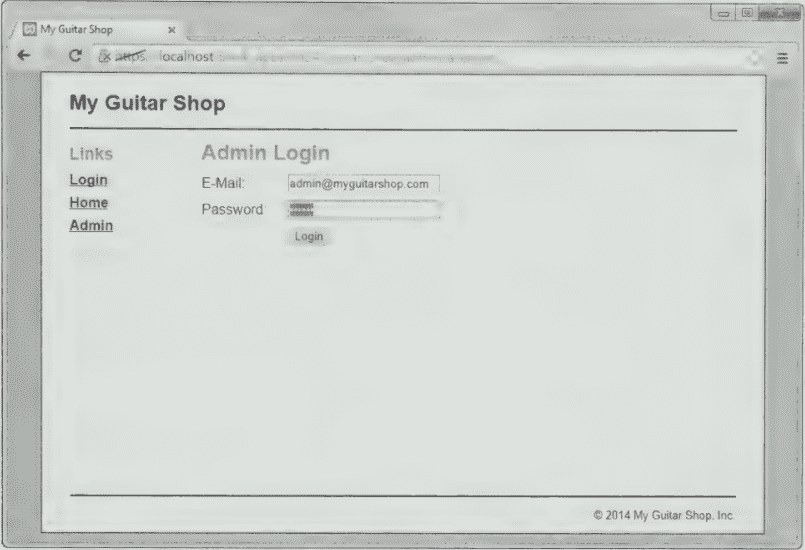 My Guitar Shop
https: localhost
My Guitar Shop
Links
Login
Home
Admin
Admin Login
E-Mail: admin@myguitarshop.com
Password
Login
© 2014 My Guitar Shop, Inc.